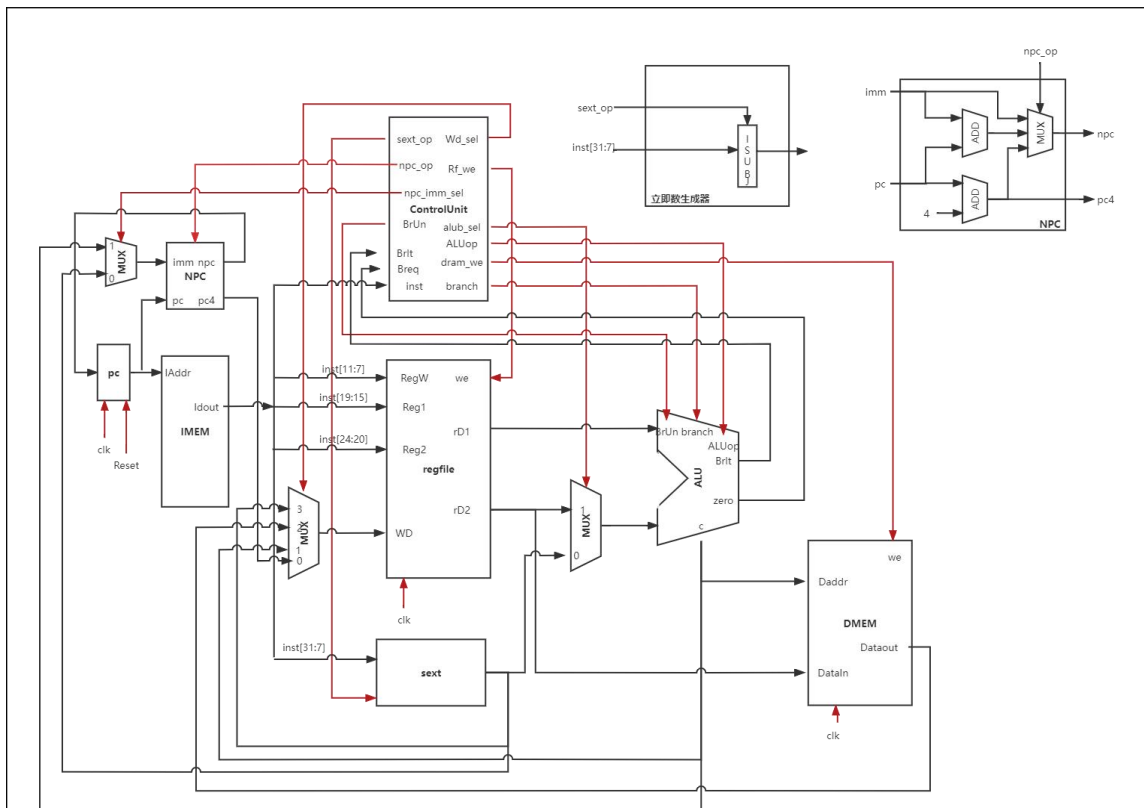 npc_op
imm
ADD
MUX
npc
pc
ADD
4
pc4
NPC
sext_op
inst[31:7]
I
S
U
B
J
立即数生成器
sext_op
Wd_sel
npc_op
Rf_we
npc_imm_sel
ControlUnit
BrUn
alub_sel
ALUop
Brlt
dram_we
Breq
inst
branch
1
MUX
0
imm
npc
NPC
pc
pc4
pc
clk
Reset
IAddr
Idout
IMEM
inst[11:7]
inst[19:15]
inst[24:20]
RegW
we
Reg1
rD1
Reg2
regfile
rD2
WD
clk
3
2
MUX
1
0
1
MUX
0
BrUn
branch
ALUop
Brlt
ALU
zero
c
we
Daddr
DMEM
Dataout
DataIn
clk
inst[31:7]
sext